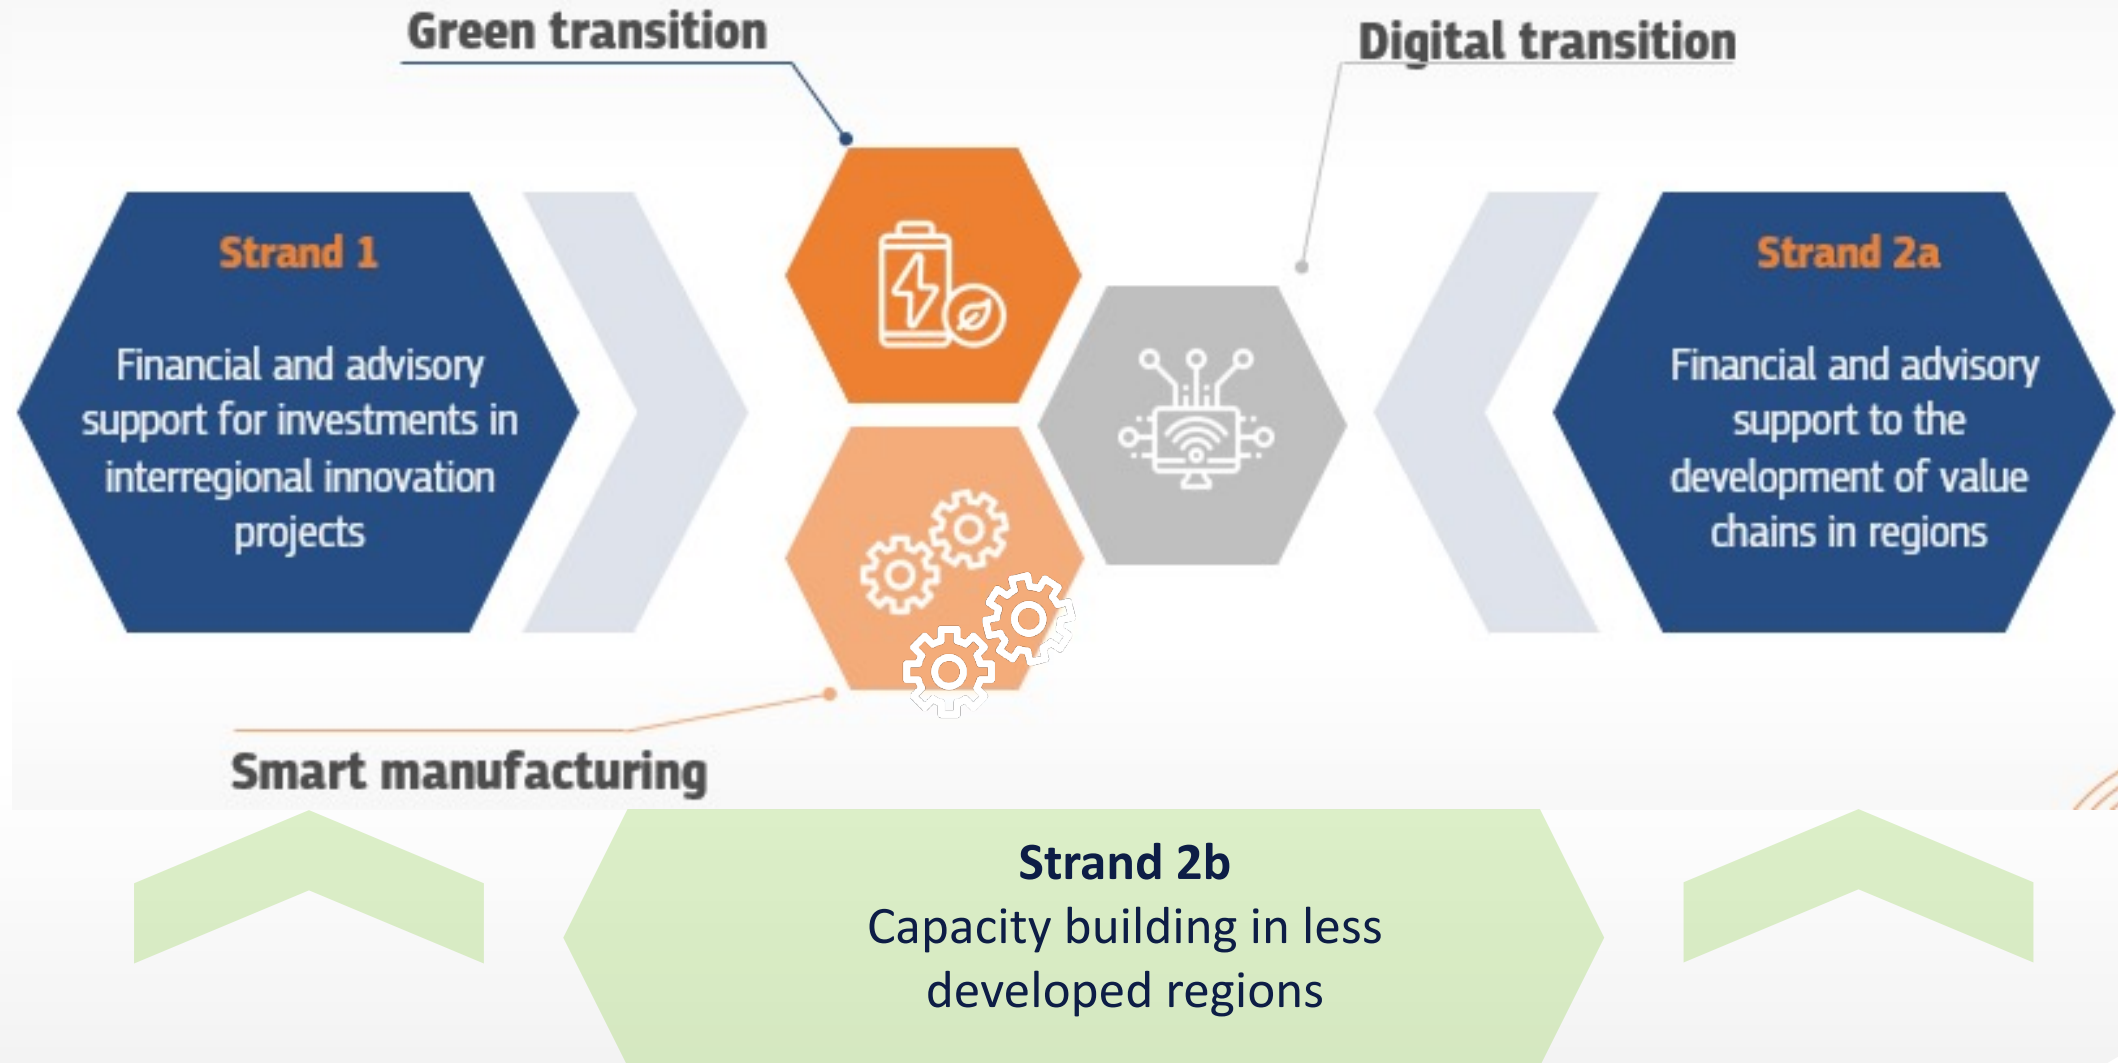 Green transition
Digital transition
Strand 1
Financial and advisory
support for investments in
interregional innovation
projects
Strand 2a
Financial and advisory
support to the
development of value
chains in regions
Smart manufacturing
Strand 2b
Capacity building in less
developed regions